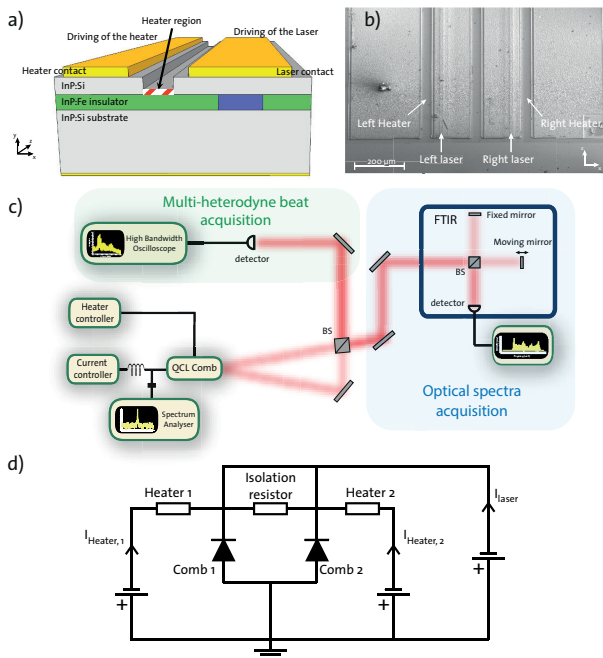 a)
Heater region
Driving of the heater
Driving of the Laser
Heater contact
Laser contact
InP:Si
InP:Fe insulator
InP:Si substrate
y
z
x
b)
Left Heater
Right Heater
Left laser
Right laser
200 µm
z
x
c)
Multi-heterodyne beat
acquisition
High Bandwidth
Oscilloscope
detector
FTIR
Fixed mirror
Moving mirror
BS
detector
Heater
controller
Current
controller
QCL Comb
BS
Spectrum
Analyser
Optical spectra
acquisition
d)
Heater 1
Isolation
resistor
Heater 2
I Heater, 1
I Heater, 2
I laser
Comb 1
Comb 2
+
+
+